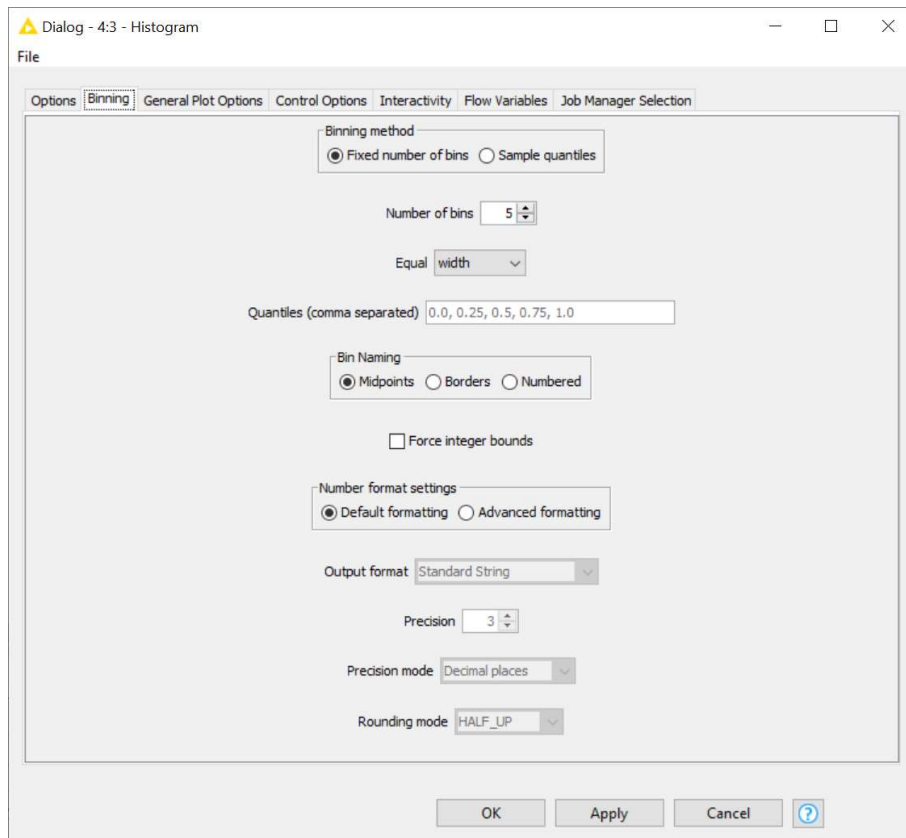 Dialog - 4:3 - Histogram
File
Options Binning General Plot Options Control Options Interactivity Flow Variables Job Manager Selection
Binning method
Fixed number of bins Sample quantiles
Number of bins 5
Equal width
Quantiles (comma separated) 0.0, 0.25, 0.5, 0.75, 1.0
Bin Naming
Midpoints Borders Numbered
Force integer bounds
Number format settings
Default formatting Advanced formatting
Output format Standard String
Precision 3
Precision mode Decimal places
Rounding mode HALF_UP
OK Apply Cancel ?